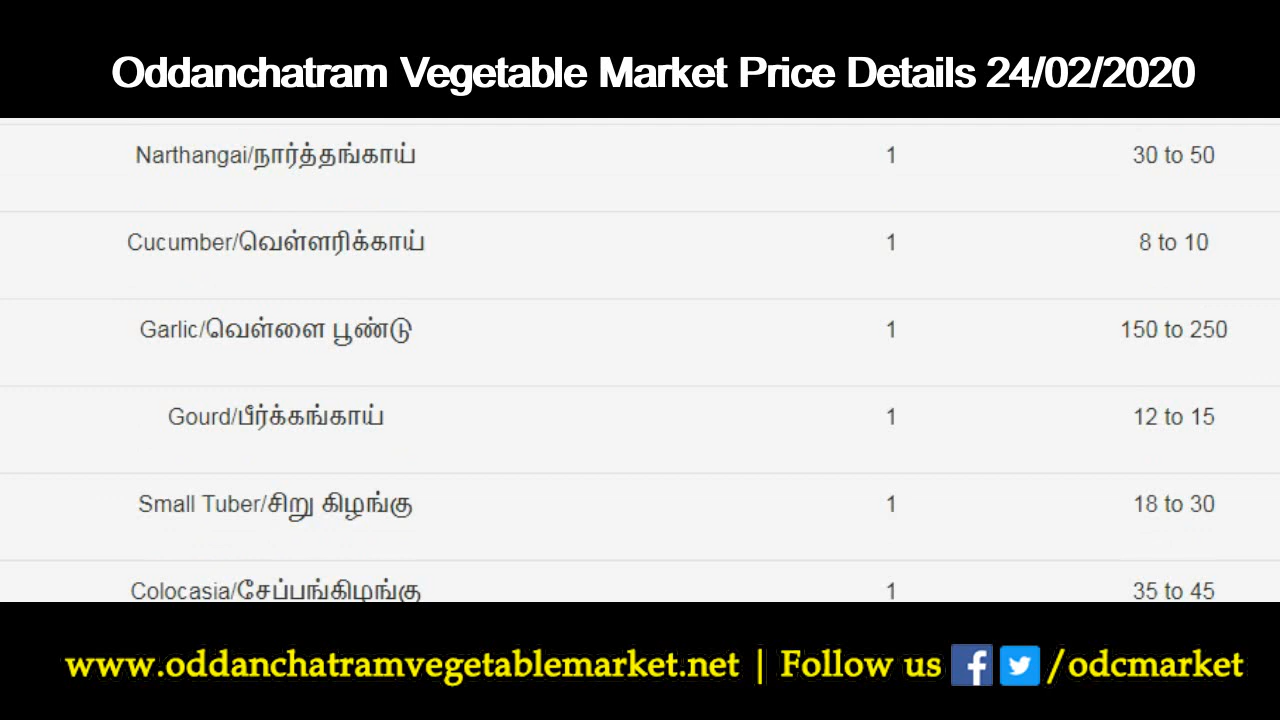 Oddanchatram Vegetable Market Price Details 24/02/2020
Narthangai/நார்த்தங்காய் 1 30 to 50
Cucumber/வெள்ளரிக்காய் 1 8 to 10
Garlic/வெள்ளை பூண்டு 1 150 to 250
Gourd/பீர்க்கங்காய் 1 12 to 15
Small Tuber/சிறு கிழங்கு 1 18 to 30
Colocasia/சேப்பங்கிழங்கு 1 35 to 45
www.oddanchatramvegetablemarket.net | Follow us f /odcmarket